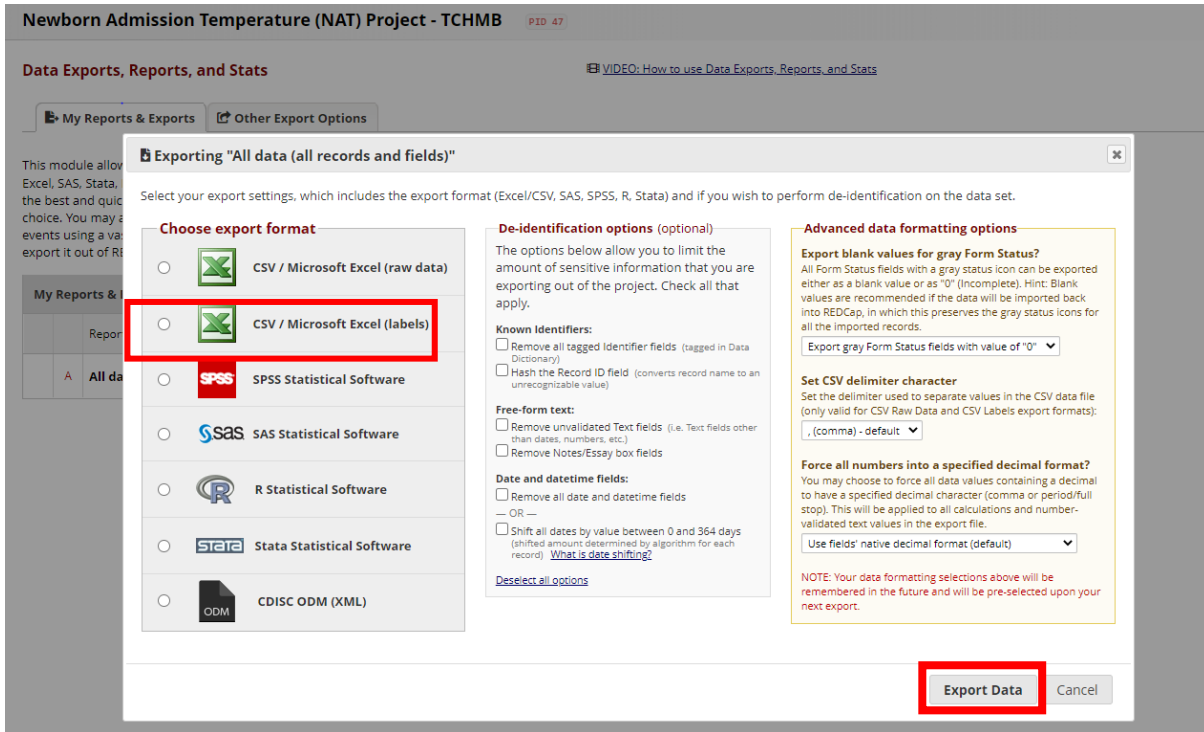 Newborn Admission Temperature (NAT) Project - TCHMB PID 47
Data Exports, Reports, and Stats
VIDEO: How to use Data Exports, Reports, and Stats
My Reports & Exports
Other Export Options
This module allow
Excel, SAS, Stata,
the best and quic
choice. You may a
events using a va
export it out of RE
My Reports &
Repor
A All da
Exporting "All data (all records and fields)"
Select your export settings, which includes the export format (Excel/CSV, SAS, SPSS, R, Stata) and if you wish to perform de-identification on the data set.
Choose export format
CSV / Microsoft Excel (raw data)
CSV / Microsoft Excel (labels)
SPSS
SPSS Statistical Software
sas
SAS Statistical Software
R
R Statistical Software
STATA
Stata Statistical Software
ODM
CDISC ODM (XML)
De-identification options (optional)
The options below allow you to limit the
amount of sensitive information that you are
exporting out of the project. Check all that
apply.
Known Identifiers:
Remove all tagged Identifier fields (tagged in Data
Dictionary)
Hash the Record ID field (converts record name to an
unrecognizable value)
Free-form text:
Remove unvalidated Text fields (i.e. Text fields other
than dates, numbers, etc.)
Remove Notes/Essay box fields
Date and datetime fields:
Remove all date and datetime fields
— OR —
Shift all dates by value between 0 and 364 days
(shifted amount determined by algorithm for each
record) What is date shifting?
Deselect all options
Advanced data formatting options
Export blank values for gray Form Status?
All Form Status fields with a gray status icon can be exported
either as a blank value or as "0" (Incomplete). Hint: Blank
values are recommended if the data will be imported back
into REDCap, in which this preserves the gray status icons for
all the imported records.
Export gray Form Status fields with value of "0"
Set CSV delimiter character
Set the delimiter used to separate values in the CSV data file
(only valid for CSV Raw Data and CSV Labels export formats):
, (comma) - default
Force all numbers into a specified decimal format?
You may choose to force all data values containing a decimal
to have a specified decimal character (comma or period/full
stop). This will be applied to all calculations and number-
validated text values in the export file.
Use fields' native decimal format (default)
NOTE: Your data formatting selections above will be
remembered in the future and will be pre-selected upon your
next export.
Export Data
Cancel